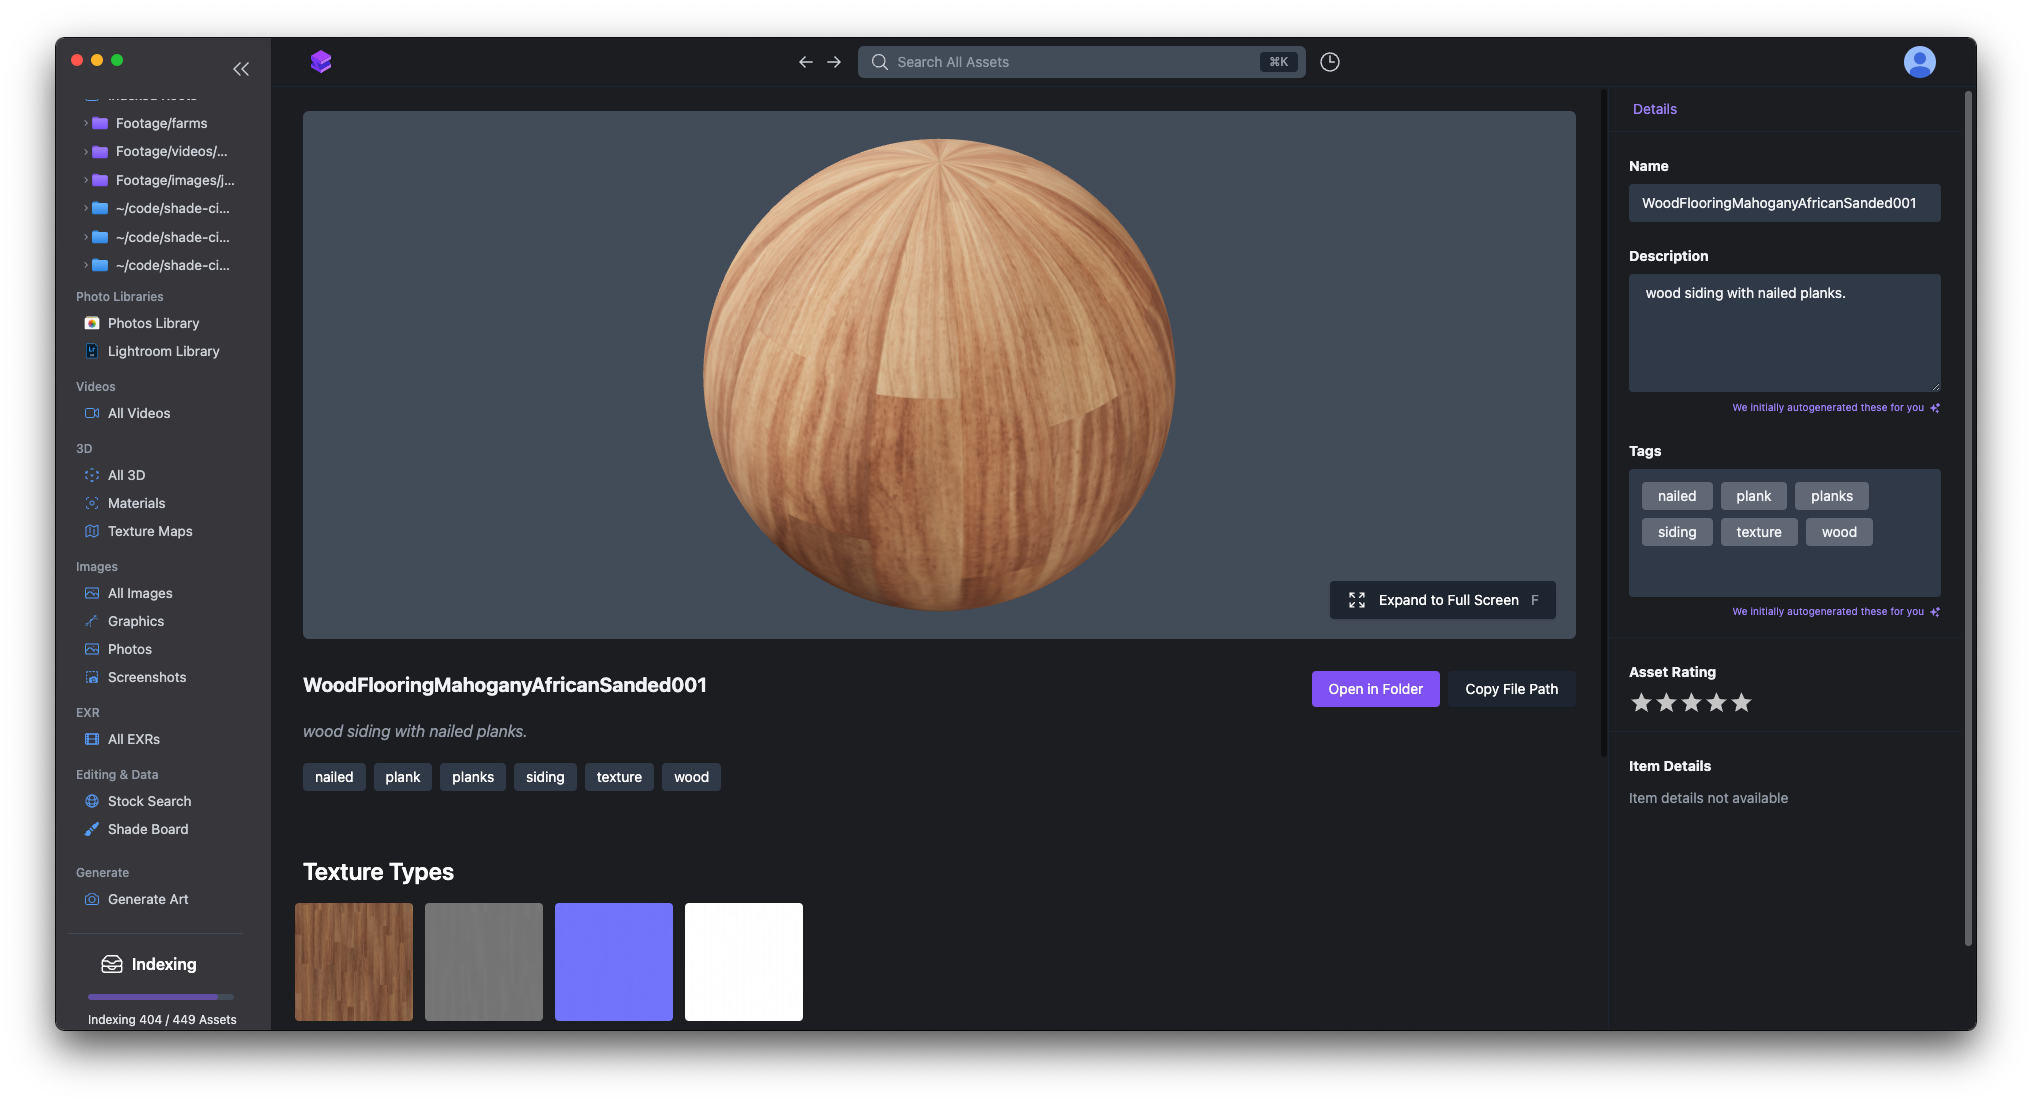 Search All Assets
⌘K
Footage/farms
Footage/videos/...
Footage/images/j...
~/code/shade-ci...
~/code/shade-ci...
~/code/shade-ci...
Photo Libraries
Photos Library
Lightroom Library
Videos
All Videos
3D
All 3D
Materials
Texture Maps
Images
All Images
Graphics
Photos
Screenshots
EXR
All EXRs
Editing & Data
Stock Search
Shade Board
Generate
Generate Art
Indexing
Indexing 404 / 449 Assets
Expand to Full Screen F
WoodFlooringMahoganyAfricanSanded001
Open in Folder
Copy File Path
wood siding with nailed planks.
nailed plank planks siding texture wood
Texture Types
Details
Name
WoodFlooringMahoganyAfricanSanded001
Description
wood siding with nailed planks.
We initially autogenerated these for you
Tags
nailed plank planks
siding texture wood
We initially autogenerated these for you
Asset Rating
Item Details
Item details not available